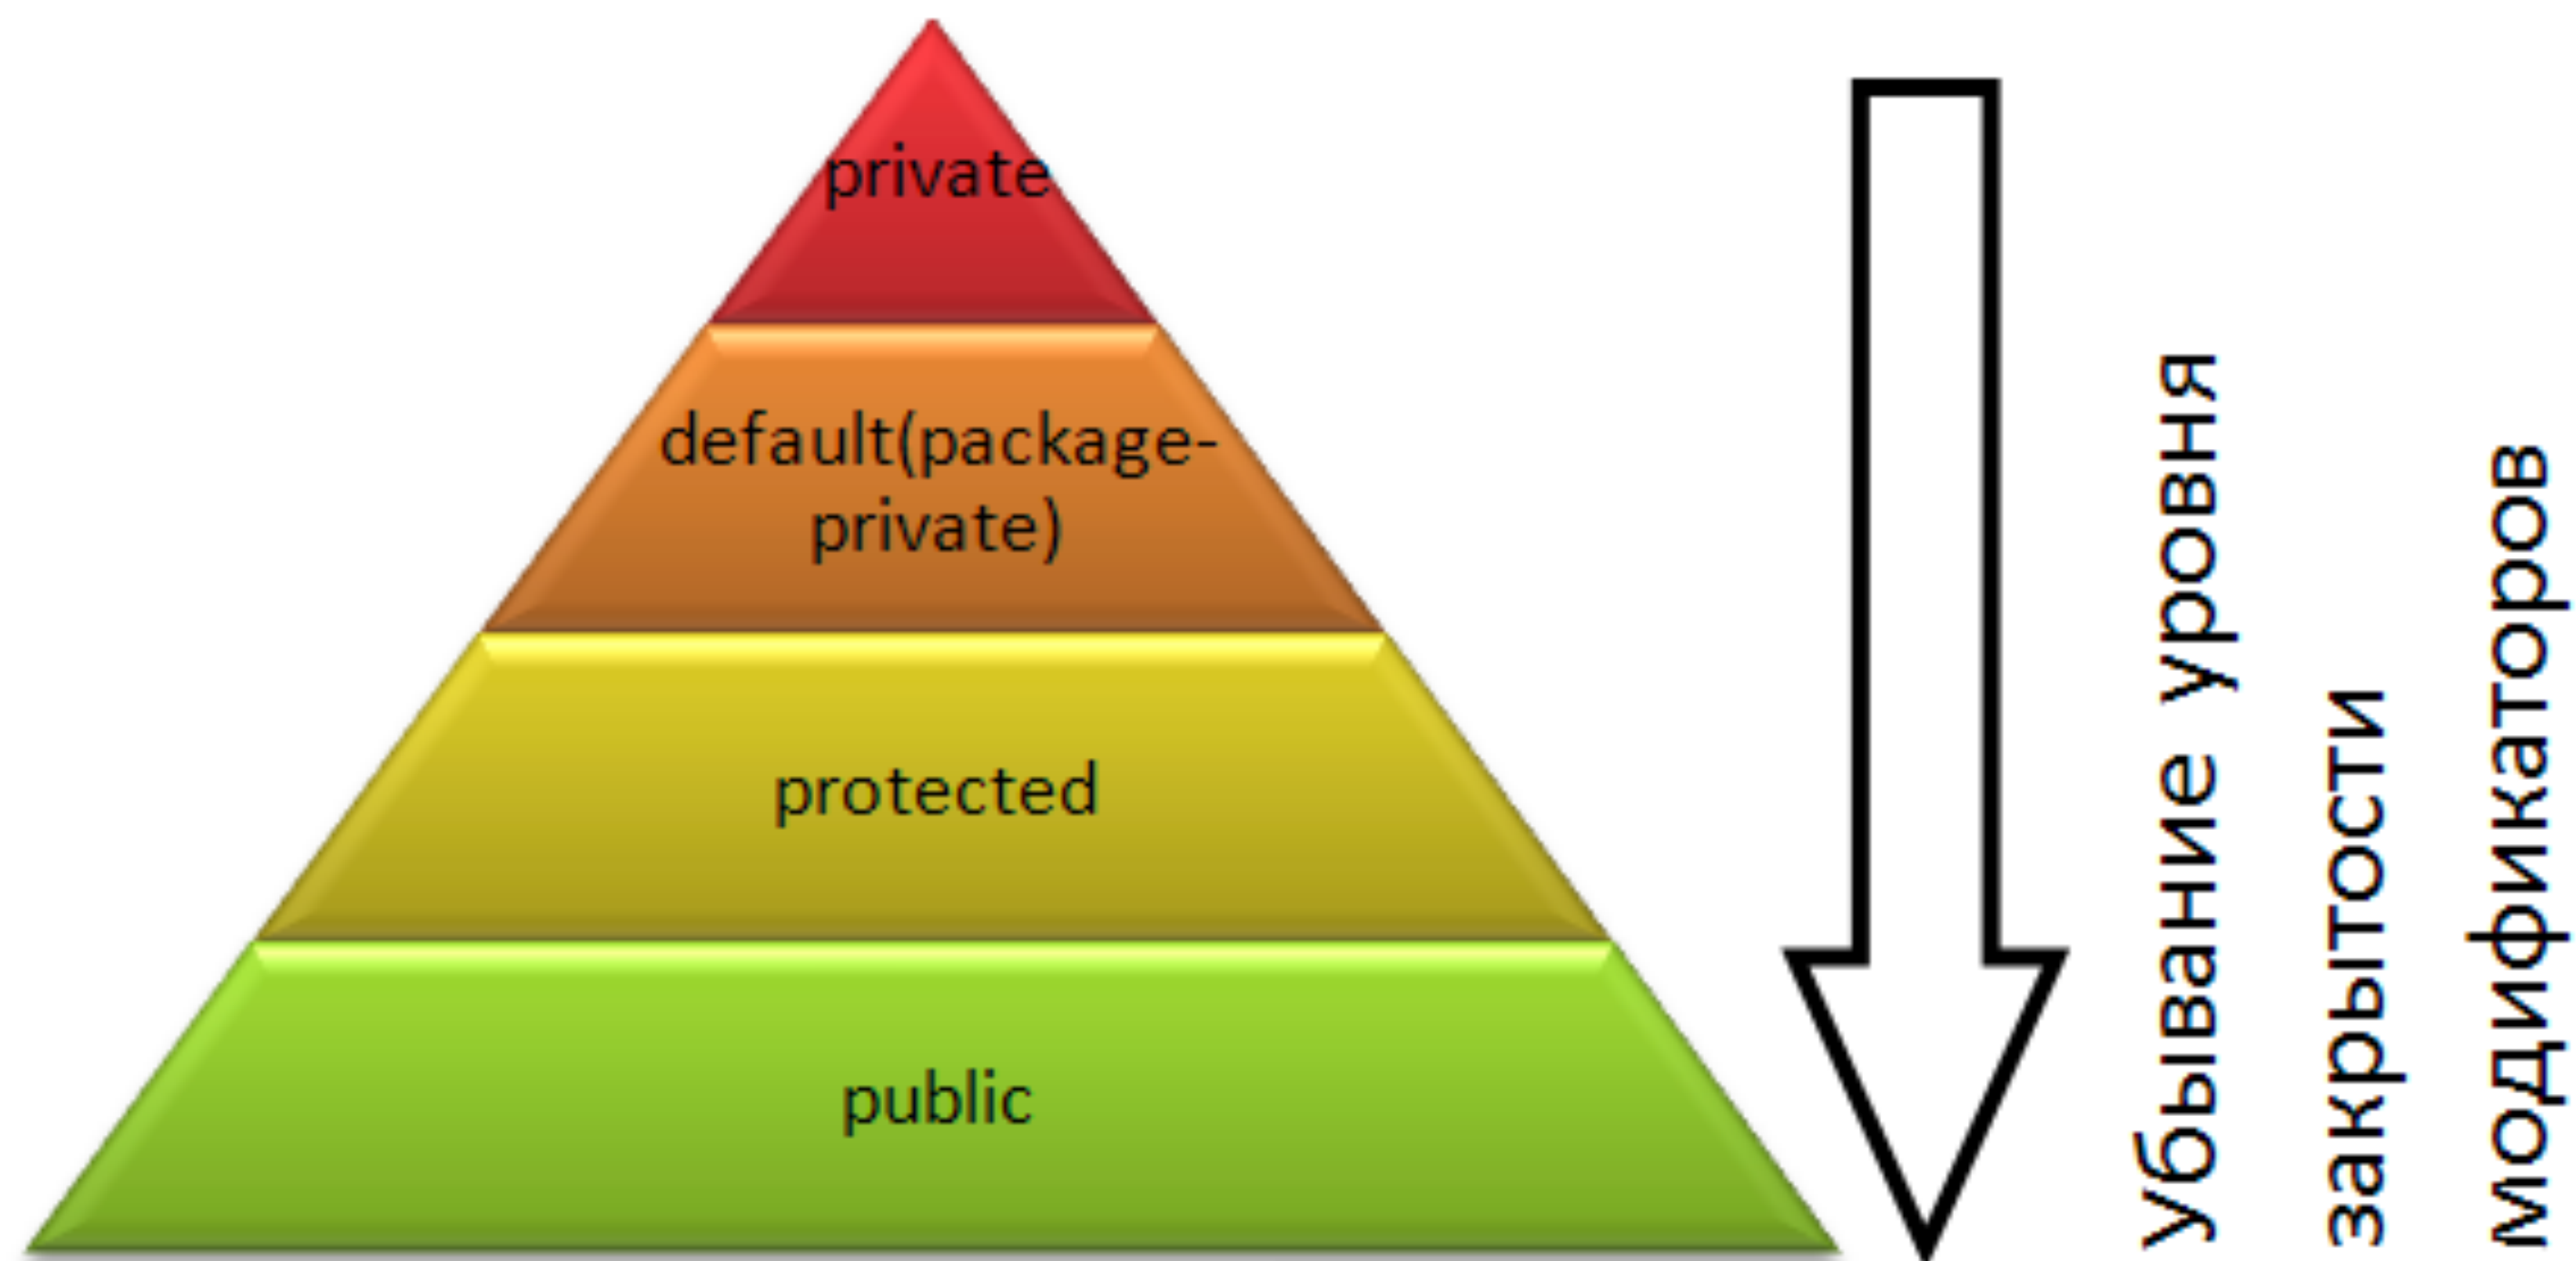 private
default(package-
private)
protected
public
Убывание уровня
закрытости
модификаторов